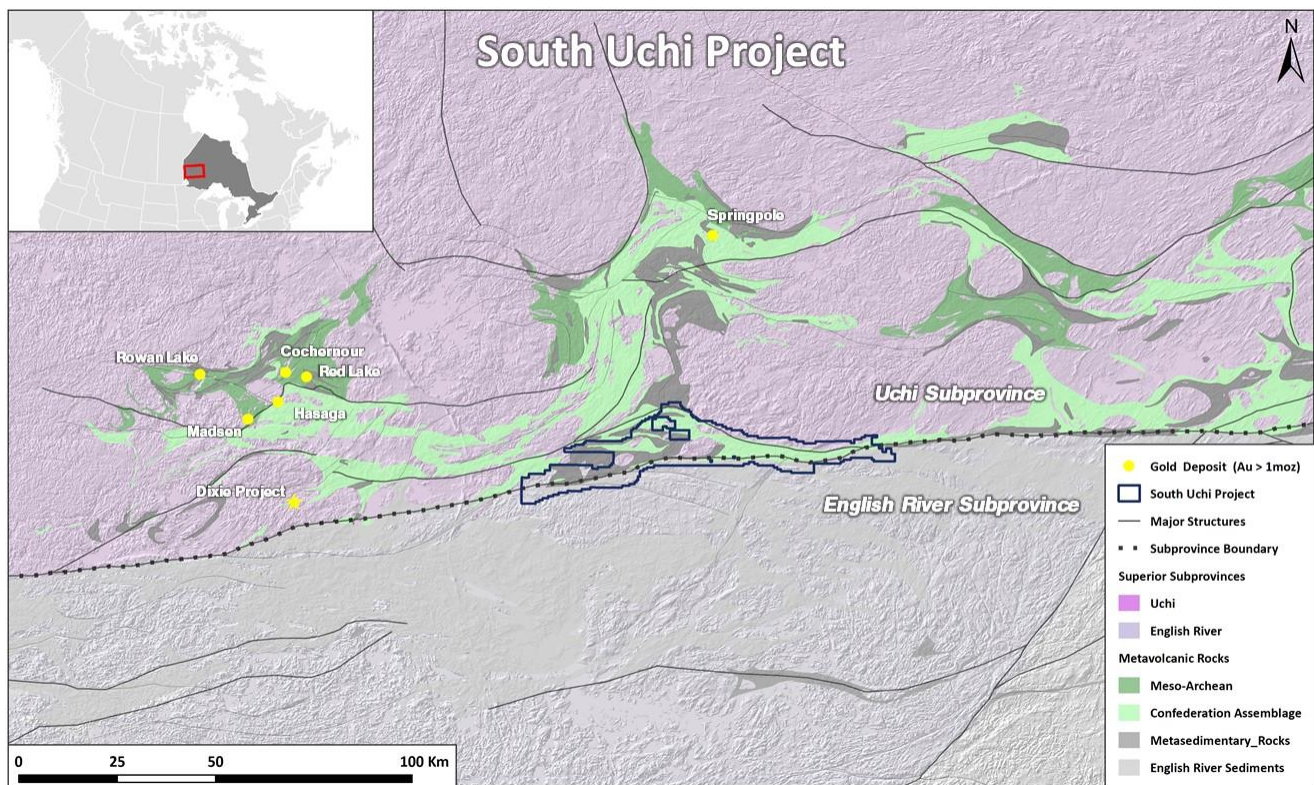 South Uchi Project
N
Springpole
Rowan Lake
Cochernour
Red Lake
Hasaga
Madsen
Uchi Subprovince
Dixie Project
English River Subprovince
Gold Deposit (Au > 1moz)
South Uchi Project
Major Structures
Subprovince Boundary
Superior Subprovinces
Uchi
English River
Metavolcanic Rocks
Meso-Archean
Confederation Assemblage
Metasedimentary_Rocks
English River Sediments
0 25 50 100 Km